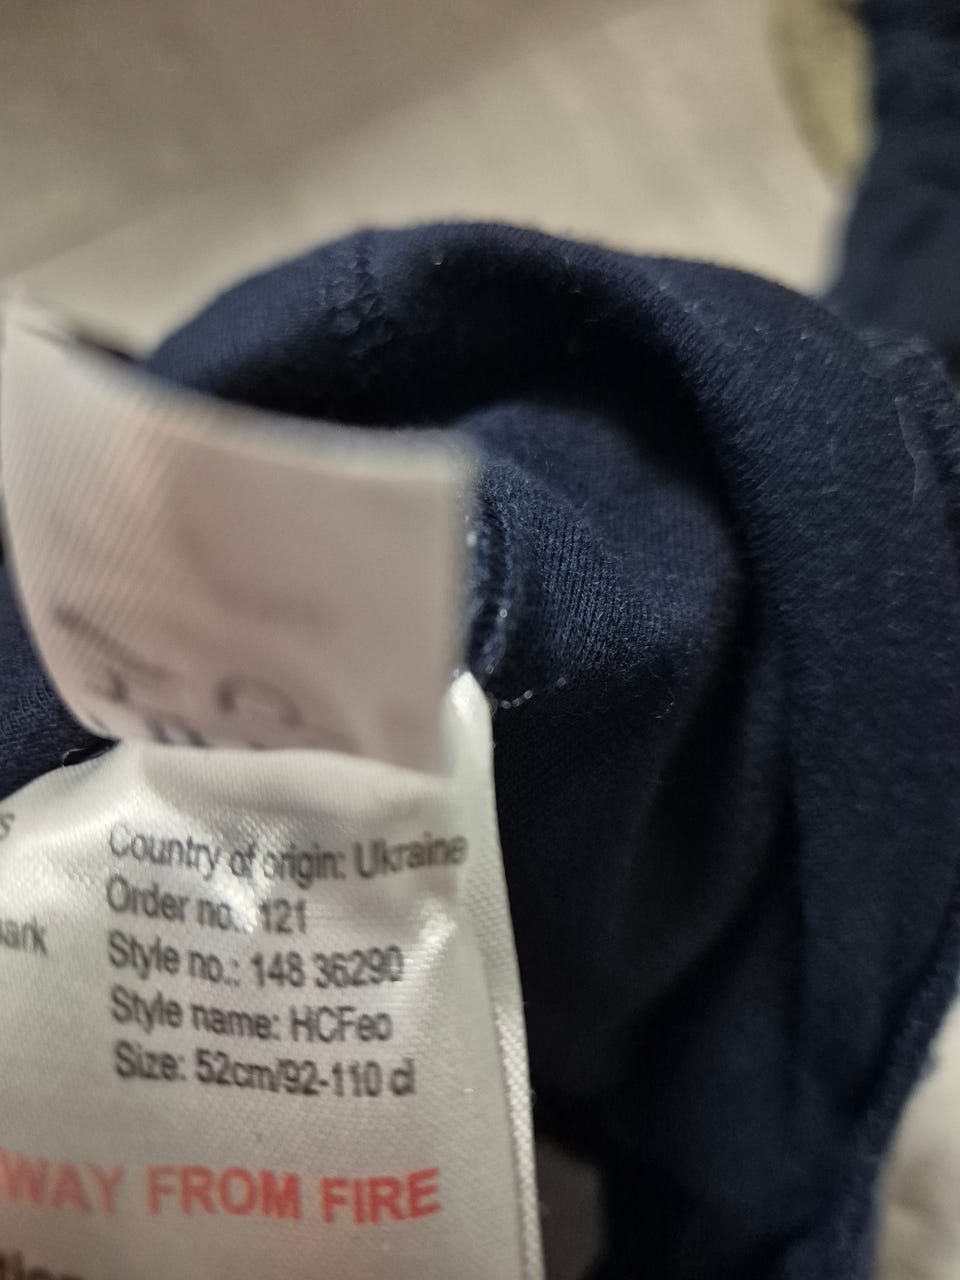 Country of origin: Ukraine
Order no.: 121
ark
Style no.: 148 36290
Style name: HCFeo
Size: 52cm/92-110 cl
WAY FROM FIRE